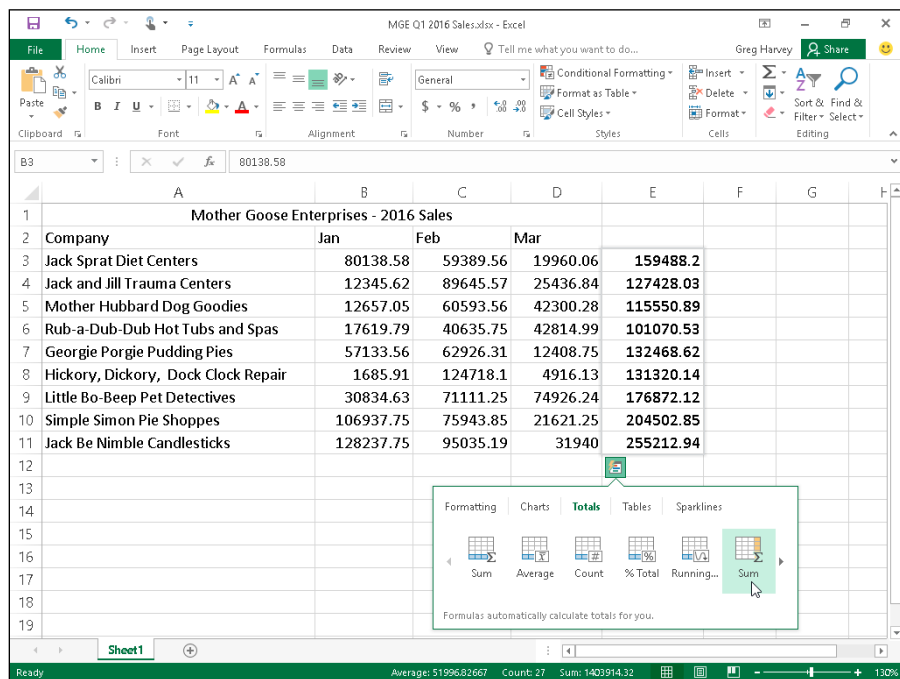 MGE Q1 2016 Sales.xlsx - Excel
File Home Insert Page Layout Formulas Data Review View Tell me what you want to do... Greg Harvey Share
Calibri 11 A A General Conditional Formatting Insert Σ A Z
Paste B I U A $ % , .00 .0 Format as Table Delete Sort & Find &
Cell Styles Format Filter Select
Clipboard Font Alignment Number Styles Cells Editing
B3 fx 80138.58
A B C D E F G H
1 Mother Goose Enterprises - 2016 Sales
2 Company Jan Feb Mar
3 Jack Sprat Diet Centers 80138.58 59389.56 19960.06 159488.2
4 Jack and Jill Trauma Centers 12345.62 89645.57 25436.84 127428.03
5 Mother Hubbard Dog Goodies 12657.05 60593.56 42300.28 115550.89
6 Rub-a-Dub-Dub Hot Tubs and Spas 17619.79 40635.75 42814.99 101070.53
7 Georgie Porgie Pudding Pies 57133.56 62926.31 12408.75 132468.62
8 Hickory, Dickory, Dock Clock Repair 1685.91 124718.1 4916.13 131320.14
9 Little Bo-Beep Pet Detectives 30834.63 71111.25 74926.24 176872.12
10 Simple Simon Pie Shoppes 106937.75 75943.85 21621.25 204502.85
11 Jack Be Nimble Candlesticks 128237.75 95035.19 31940 255212.94
12
13
14
15
16
17
18
19
Formatting Charts Totals Tables Sparklines
Sum Average Count % Total Running... Sum
Formulas automatically calculate totals for you.
Sheet1
Ready Average: 51996.82667 Count: 27 Sum: 1403914.32 130%